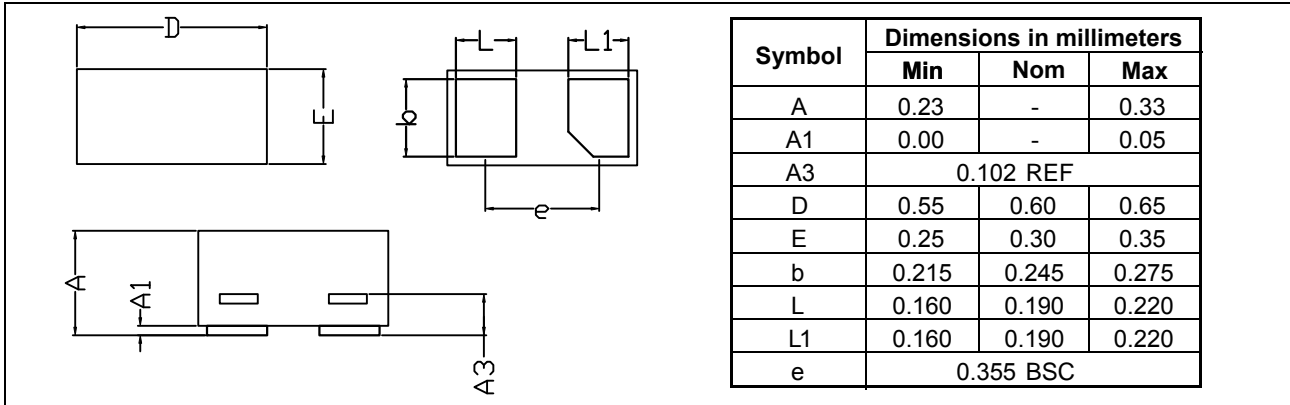 D
E
L
L1
b
e
A
A1
A3
Symbol
Dimensions in millimeters
Min Nom Max
A 0.23 - 0.33
A1 0.00 - 0.05
A3 0.102 REF
D 0.55 0.60 0.65
E 0.25 0.30 0.35
b 0.215 0.245 0.275
L 0.160 0.190 0.220
L1 0.160 0.190 0.220
e 0.355 BSC